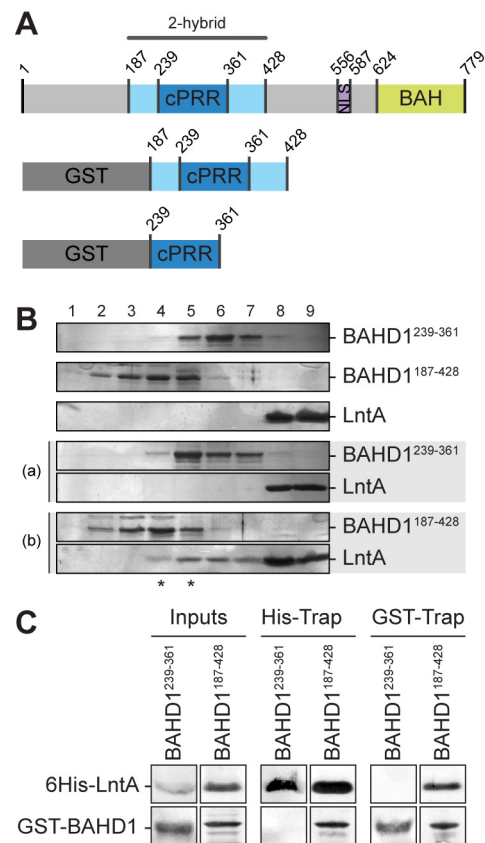 A
2-hybrid
1 187 239 361 428 556 587 624 779
cPRR NLS BAH
187 239 361 428
GST cPRR
239 361
GST cPRR
B
1 2 3 4 5 6 7 8 9
BAHD1239-361
BAHD1187-428
LntA
(a) BAHD1239-361
LntA
(b) BAHD1187-428
LntA
* *
C
Inputs His-Trap GST-Trap
BAHD1239-361 BAHD1187-428 BAHD1239-361 BAHD1187-428 BAHD1239-361 BAHD1187-428
6His-LntA
GST-BAHD1